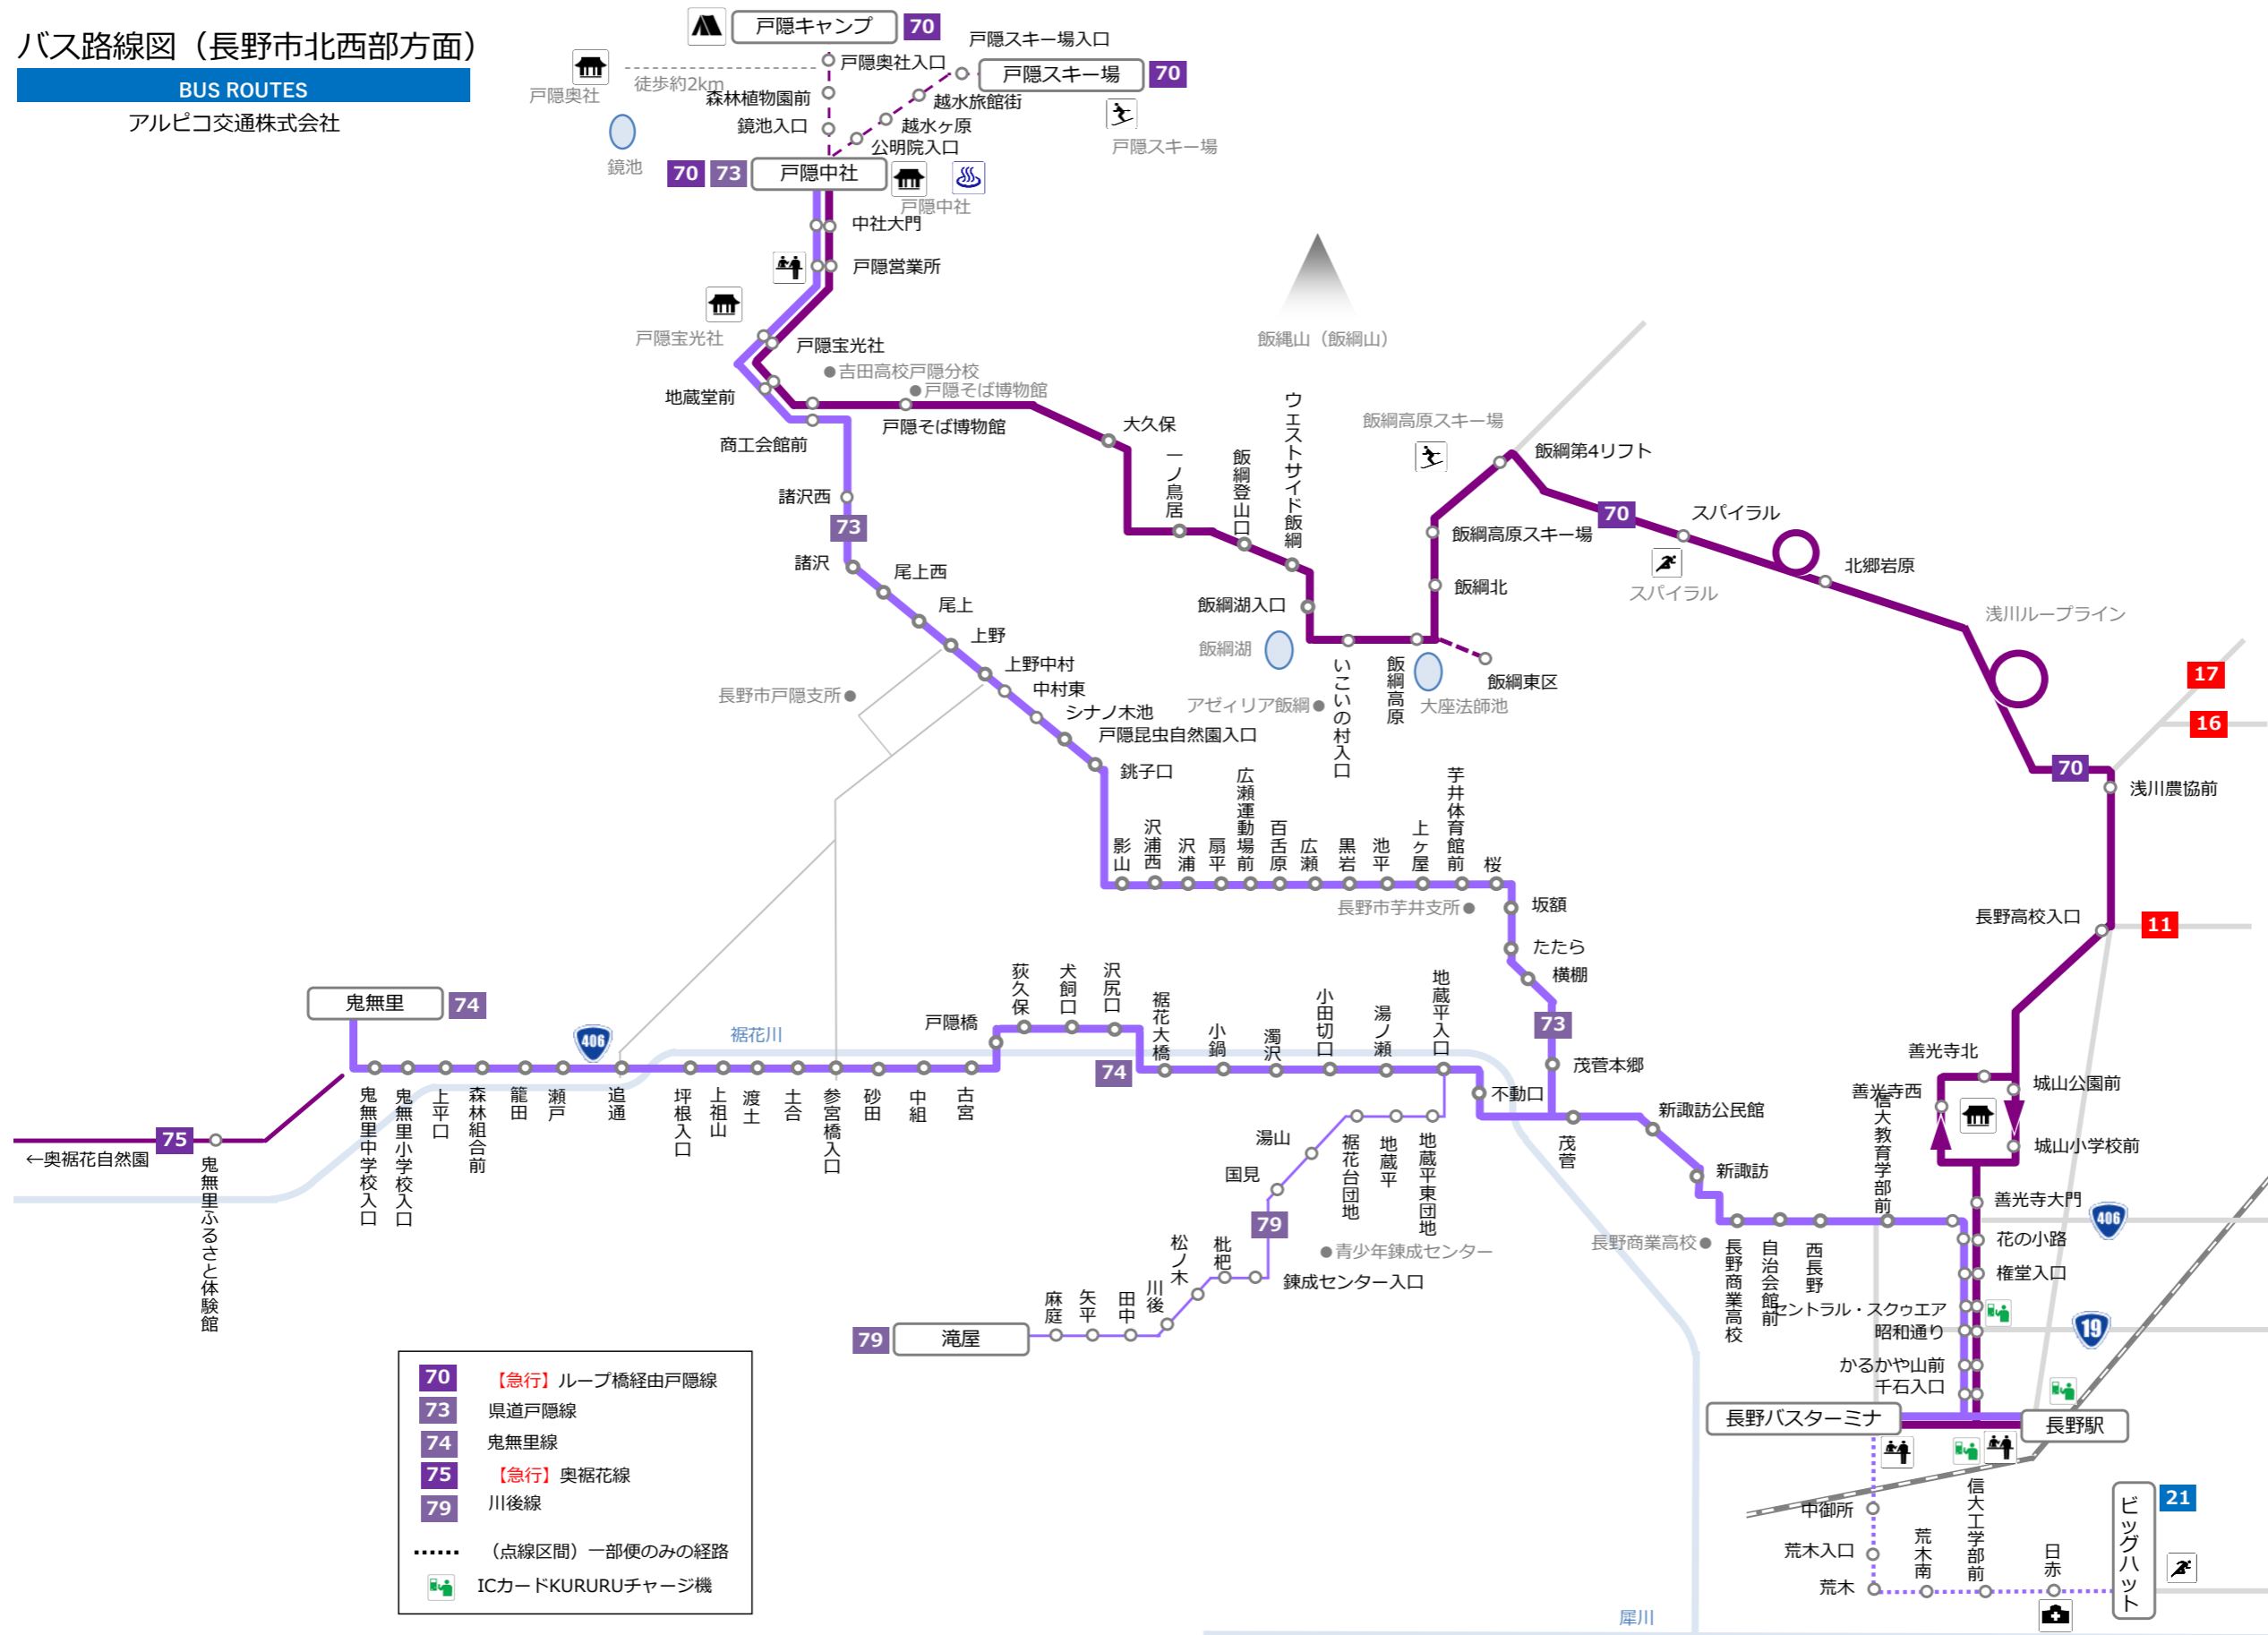 バス路線図（長野市北西部方面）
BUS ROUTES
アルピコ交通株式会社
戸隠キャンプ
70
戸隠奥社入口
戸隠スキー場入口
戸隠スキー場
70
戸隠奥社
徒歩約2km
森林植物園前
越水旅館街
鏡池入口
越水ヶ原
公明院入口
戸隠スキー場
鏡池
70
73
戸隠中社
戸隠中社
中社大門
戸隠営業所
戸隠宝光社
戸隠宝光社
吉田高校戸隠分校
戸隠そば博物館
地蔵堂前
戸隠そば博物館
商工会館前
飯縄山（飯綱山）
大久保
一ノ鳥居
飯綱登山口
ウェストサイド飯綱
飯綱高原スキー場
飯綱第4リフト
70
スパイラル
飯綱高原スキー場
北郷岩原
スパイラル
飯綱北
飯綱湖入口
浅川ループライン
飯綱湖
いこいの村入口
飯綱高原
飯綱東区
アゼィリア飯綱
大座法師池
17
16
70
浅川農協前
長野高校入口
11
諸沢西
73
諸沢
尾上西
尾上
上野
上野中村
長野市戸隠支所
中村東
シナノ木池
戸隠昆虫自然園入口
銚子口
影山
沢浦西
沢浦
扇平
広瀬運動場前
百舌原
広瀬
黒岩
池平
上ヶ屋
芋井体育館前
桜
長野市芋井支所
坂額
たたら
横棚
73
茂菅本郷
鬼無里
74
406
裾花川
戸隠橋
荻久保
犬飼口
沢尻口
74
裾花大橋
小鍋
濁沢
小田切口
湯ノ瀬
地蔵平入口
不動口
茂菅
新諏訪公民館
新諏訪
鬼無里中学校入口
鬼無里小学校入口
上平口
森林組合前
籠田
瀬戸
追通
坪根入口
上祖山
渡土
土合
参宮橋入口
砂田
中組
古宮
75
←奥裾花自然園
鬼無里ふるさと体験館
湯山
裾花台団地
地蔵平
地蔵平東団地
国見
79
青少年錬成センター
錬成センター入口
枇杷
松ノ木
川後
田中
矢平
麻庭
79
滝屋
善光寺北
善光寺西
城山公園前
城山小学校前
信大教育学部前
善光寺大門
406
長野商業高校
長野商業高校
自治会館前
西長野
花の小路
権堂入口
セントラル・スクゥエア
昭和通り
19
かるかや山前
千石入口
長野バスターミナ
長野駅
中御所
荒木入口
荒木
荒木南
信大工学部前
日赤
ビッグハット
21
犀川
70 【急行】ループ橋経由戸隠線
73 県道戸隠線
74 鬼無里線
75 【急行】奥裾花線
79 川後線
（点線区間）一部便のみの経路
ICカードKURURUチャージ機